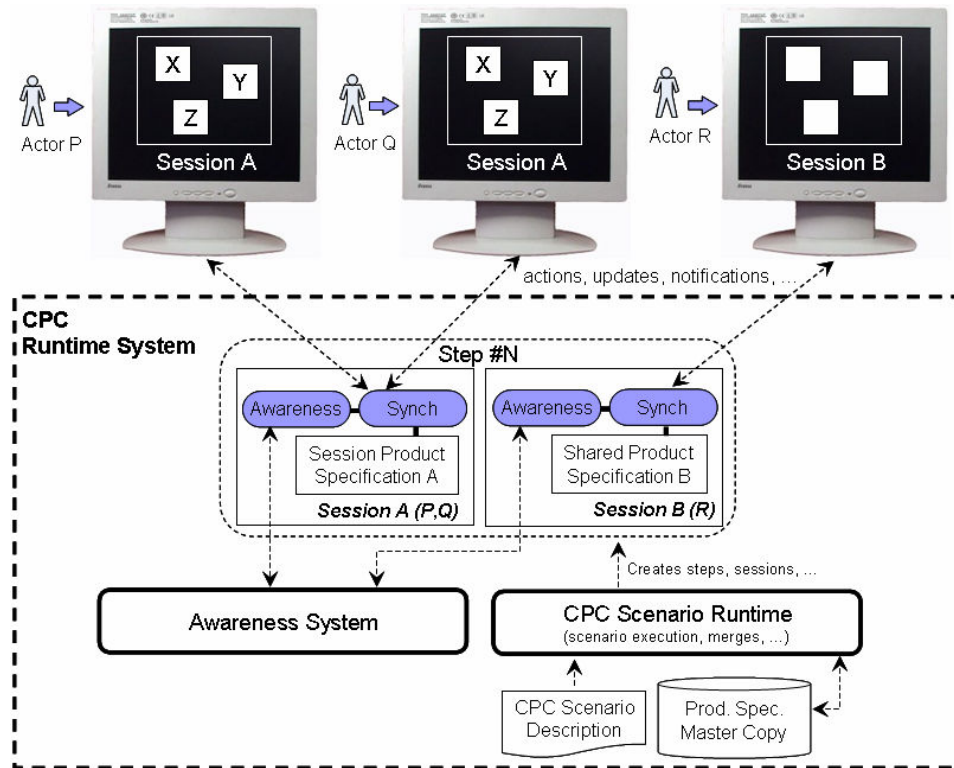 X
Y
Z
Session A
Actor P
X
Y
Z
Session A
Actor Q
Session B
Actor R
actions, updates, notifications, ...
CPC
Runtime System
Step #N
Awareness
Synch
Session Product
Specification A
Session A (P,Q)
Awareness
Synch
Shared Product
Specification B
Session B (R)
Creates steps, sessions, ...
Awareness System
CPC Scenario Runtime
(scenario execution, merges, ...)
CPC Scenario
Description
Prod. Spec.
Master Copy